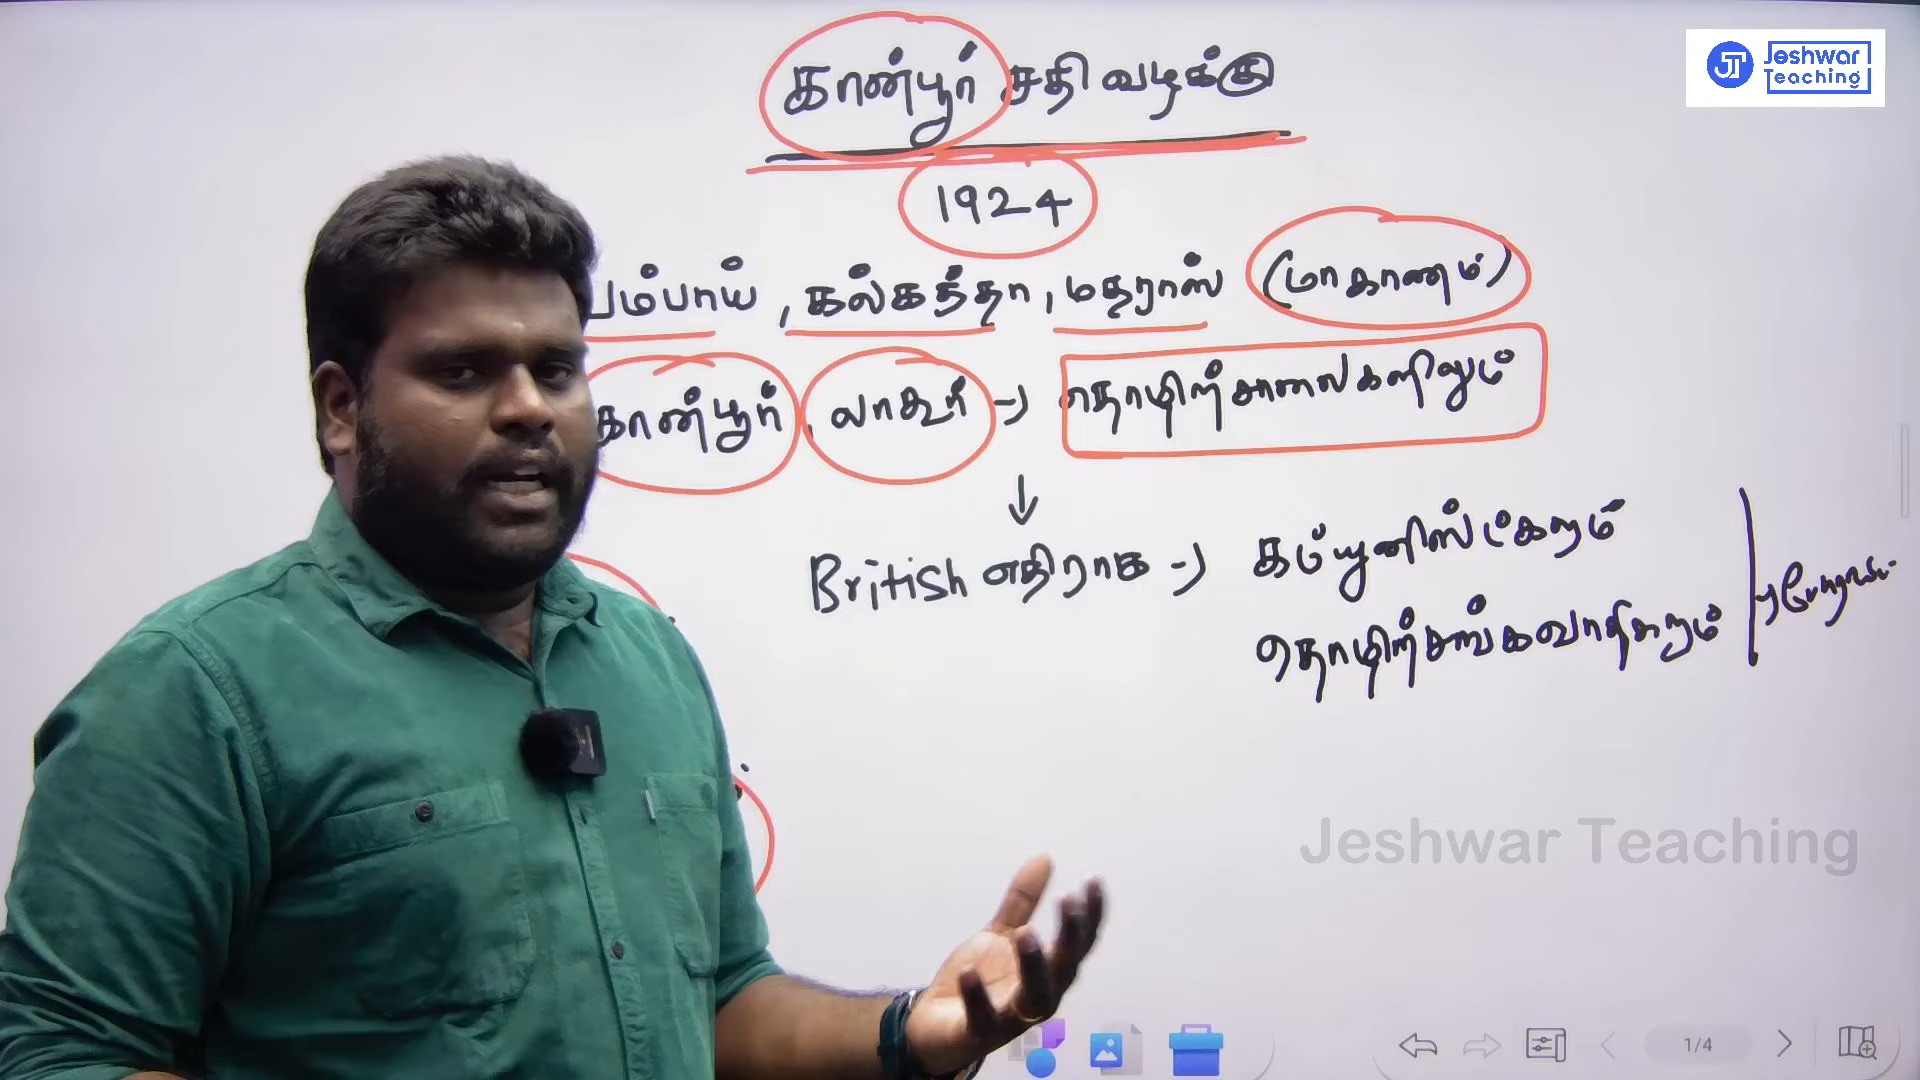 Jeshwar
Teaching
கான்பூர் சதி வழக்கு
1924
பம்பாய், கல்கத்தா, மதராஸ் (மாகாணம்)
கான்பூர், லாகூர் → தொழிற்சாலைகளிலும்
↓
British எதிராக → கம்யூனிஸ்ட்களும்
தொழிற்சங்கவாதிகளும்
Jeshwar Teaching
1/4